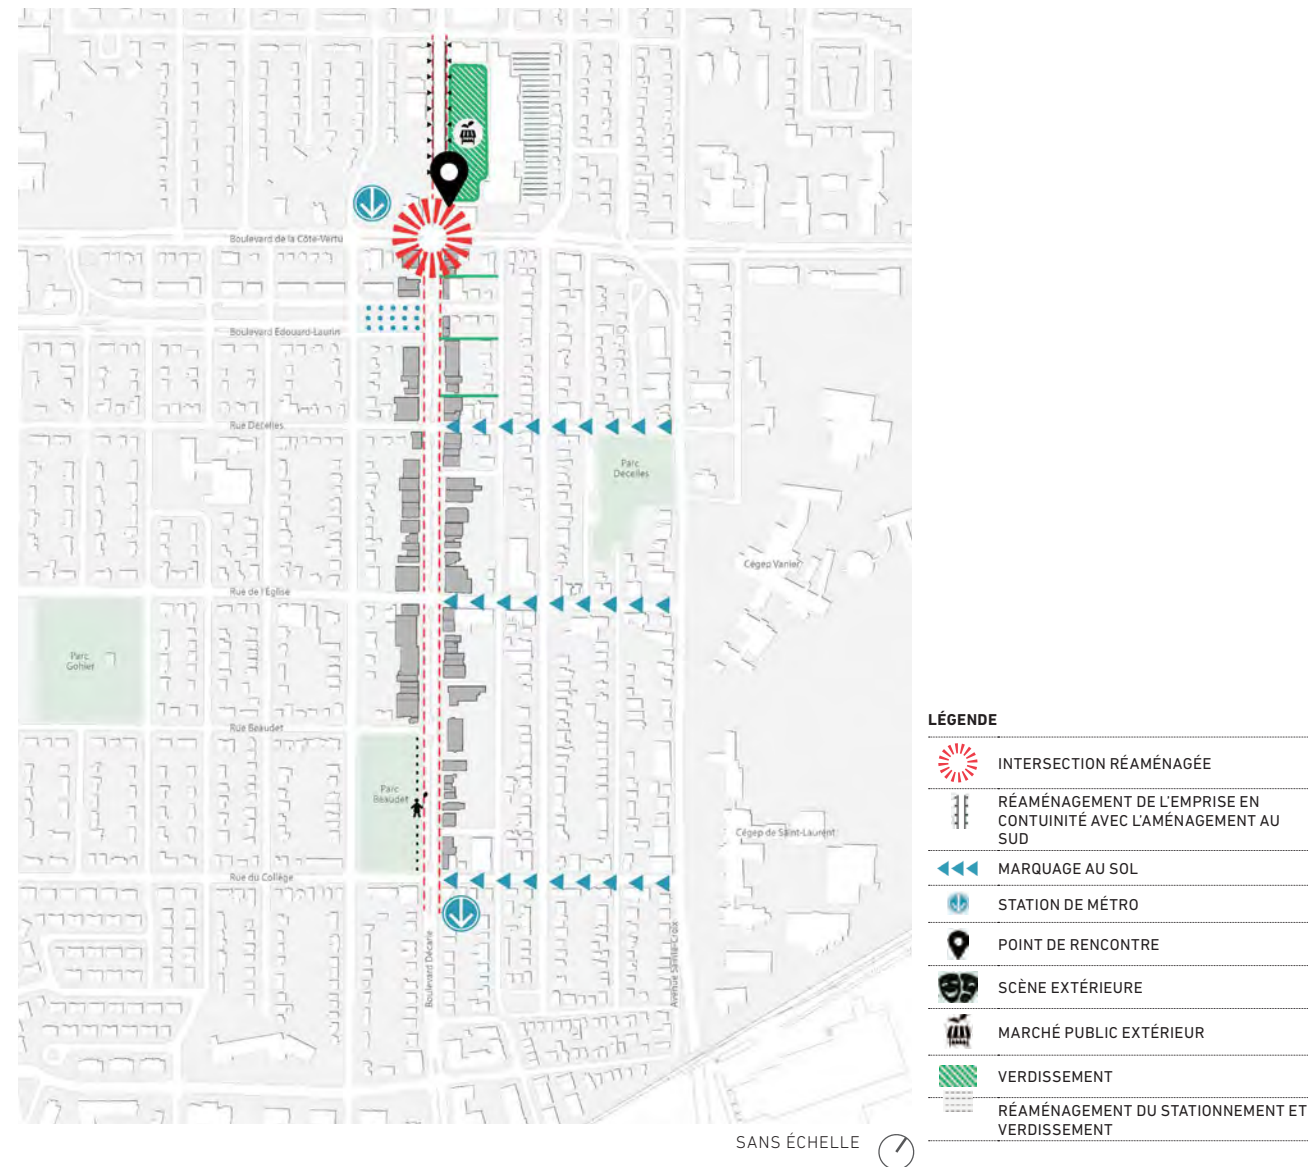 Boulevard de la Côte-Vertu
Boulevard Édouard-Laurin
Rue Decelles
Parc
Decelles
Cégep Vanier
Rue de l'Église
Parc
Gohier
Rue Beaudet
Parc
Beaudet
Cégep de Saint-Laurent
Rue du Collège
Boulevard Décarie
Avenue Sainte-Croix
LÉGENDE
INTERSECTION RÉAMÉNAGÉE
RÉAMÉNAGEMENT DE L'EMPRISE EN
CONTUINITÉ AVEC L'AMÉNAGEMENT AU
SUD
MARQUAGE AU SOL
STATION DE MÉTRO
POINT DE RENCONTRE
SCÈNE EXTÉRIEURE
MARCHÉ PUBLIC EXTÉRIEUR
VERDISSEMENT
RÉAMÉNAGEMENT DU STATIONNEMENT ET
VERDISSEMENT
SANS ÉCHELLE